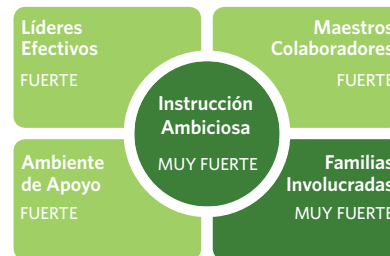 Líderes
Efectivos
FUERTE
Maestros
Colaboradores
FUERTE
Instrucción
Ambiciosa
MUY FUERTE
Ambiente
de Apoyo
FUERTE
Familias
Involucradas
MUY FUERTE